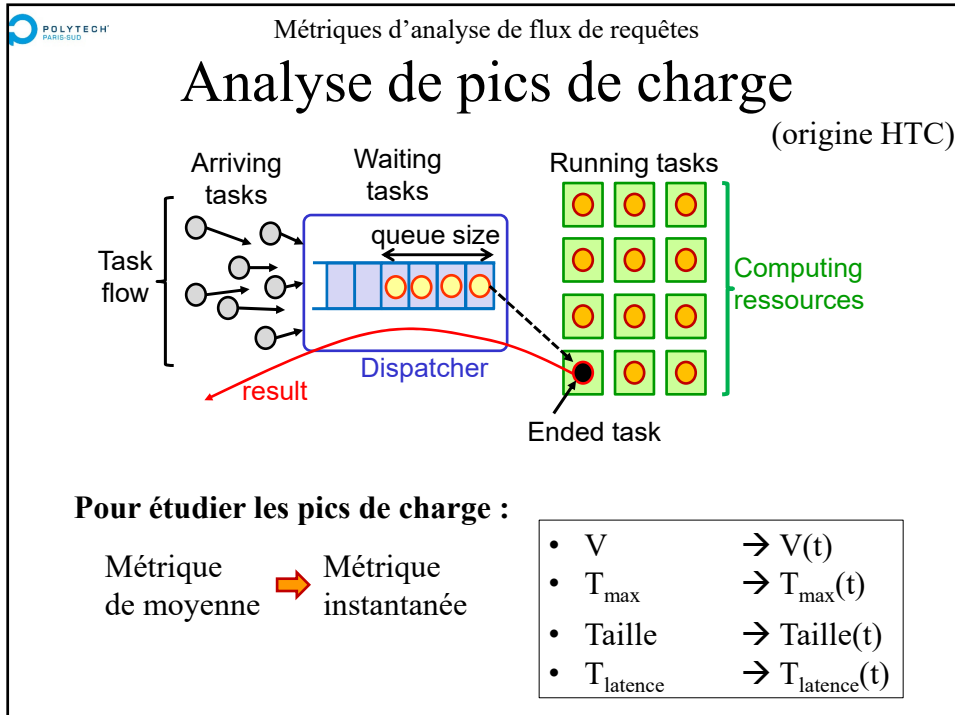 POLYTECH
PARIS-SUD
Métriques d'analyse de flux de requêtes
Analyse de pics de charge
(origine HTC)
Arriving
tasks
Waiting
tasks
Running tasks
queue size
Task
flow
Computing
ressources
Dispatcher
result
Ended task
Pour étudier les pics de charge :
Métrique
de moyenne
Métrique
instantanée
• V → V(t)
• Tmax → Tmax(t)
• Taille → Taille(t)
• Tlatence → Tlatence(t)